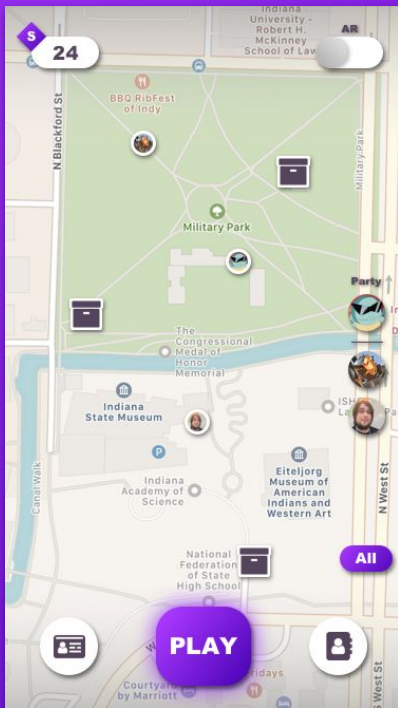 Indiana
University -
Robert H.
McKinney
School of Law
S
24
AR
BBQ RibFest
of Indy
N Blackford St
Military Park
Military Park
Party
The
Congressional
Medal of
Honor
Memorial
Indiana
State Museum
P
ISH
Indiana
Academy of
Science
Eiteljorg
Museum of
American
Indians and
Western Art
Canal Walk
N West St
National
Federation
of State
High School
All
PLAY
W
ridays
Courtyard
by Marriott
S West St